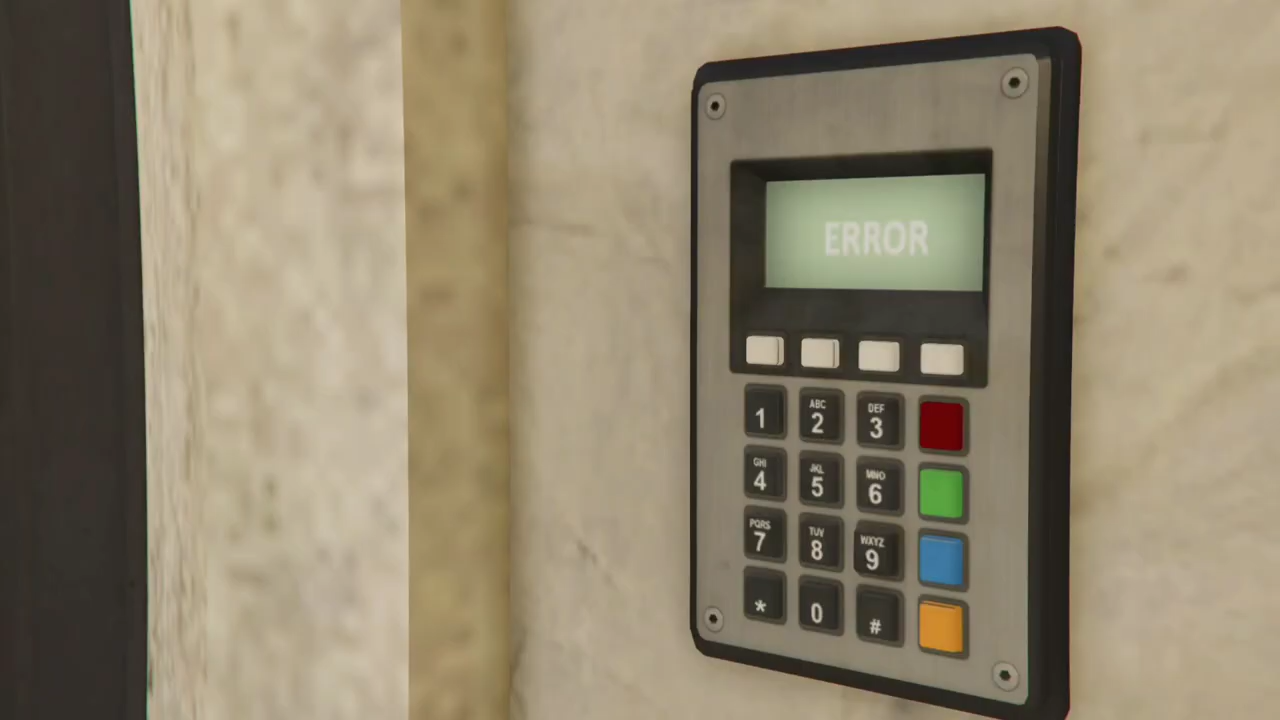 ERROR
1 ABC 2 DEF 3
GHI 4 JKL 5 MNO 6
PQRS 7 TUV 8 WXYZ 9
* 0 #